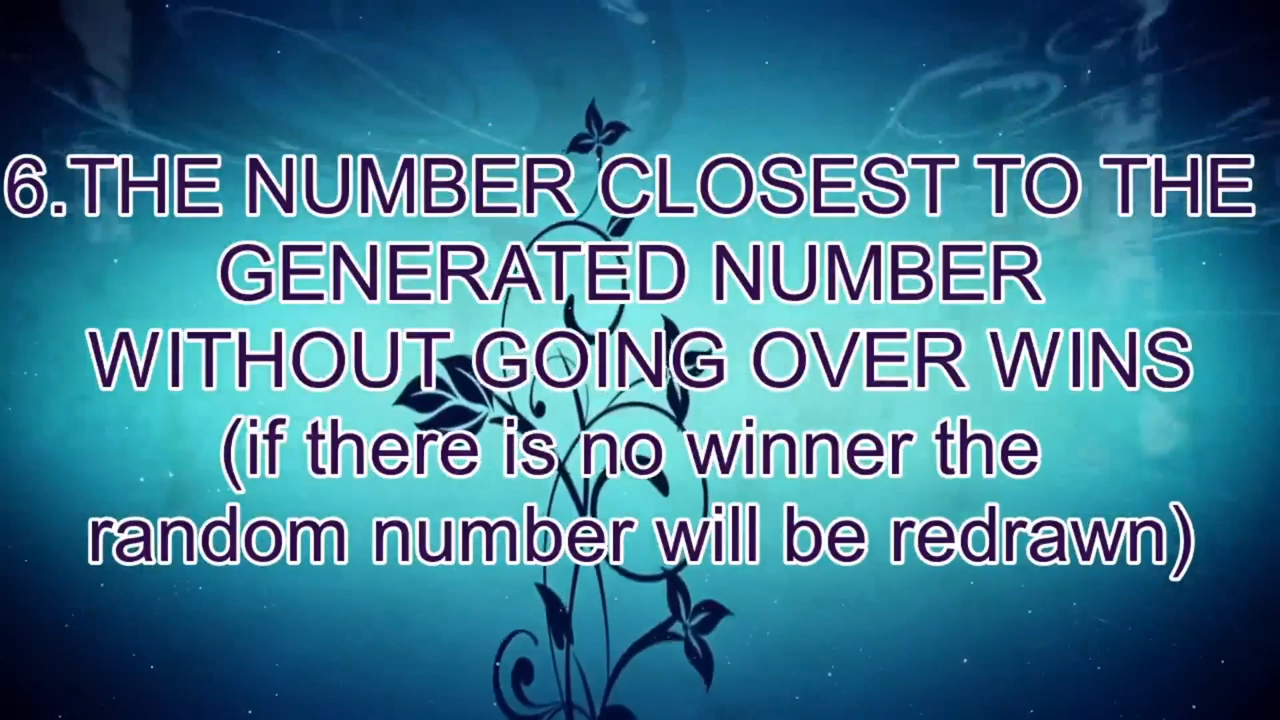 6.THE NUMBER CLOSEST TO THE
GENERATED NUMBER
WITHOUT GOING OVER WINS
(if there is no winner the
random number will be redrawn)